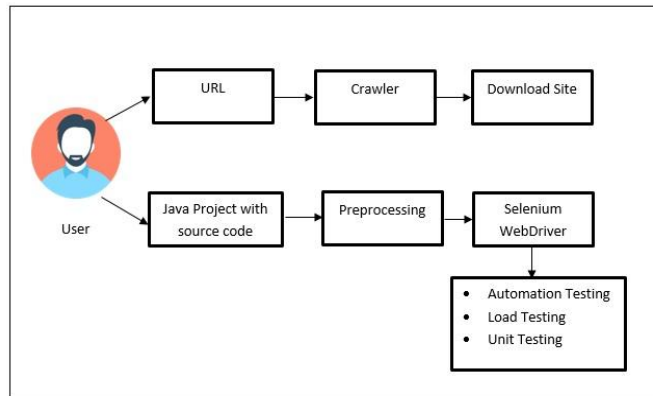 URL
Crawler
Download Site
User
Java Project with
source code
Preprocessing
Selenium
WebDriver
• Automation Testing
• Load Testing
• Unit Testing